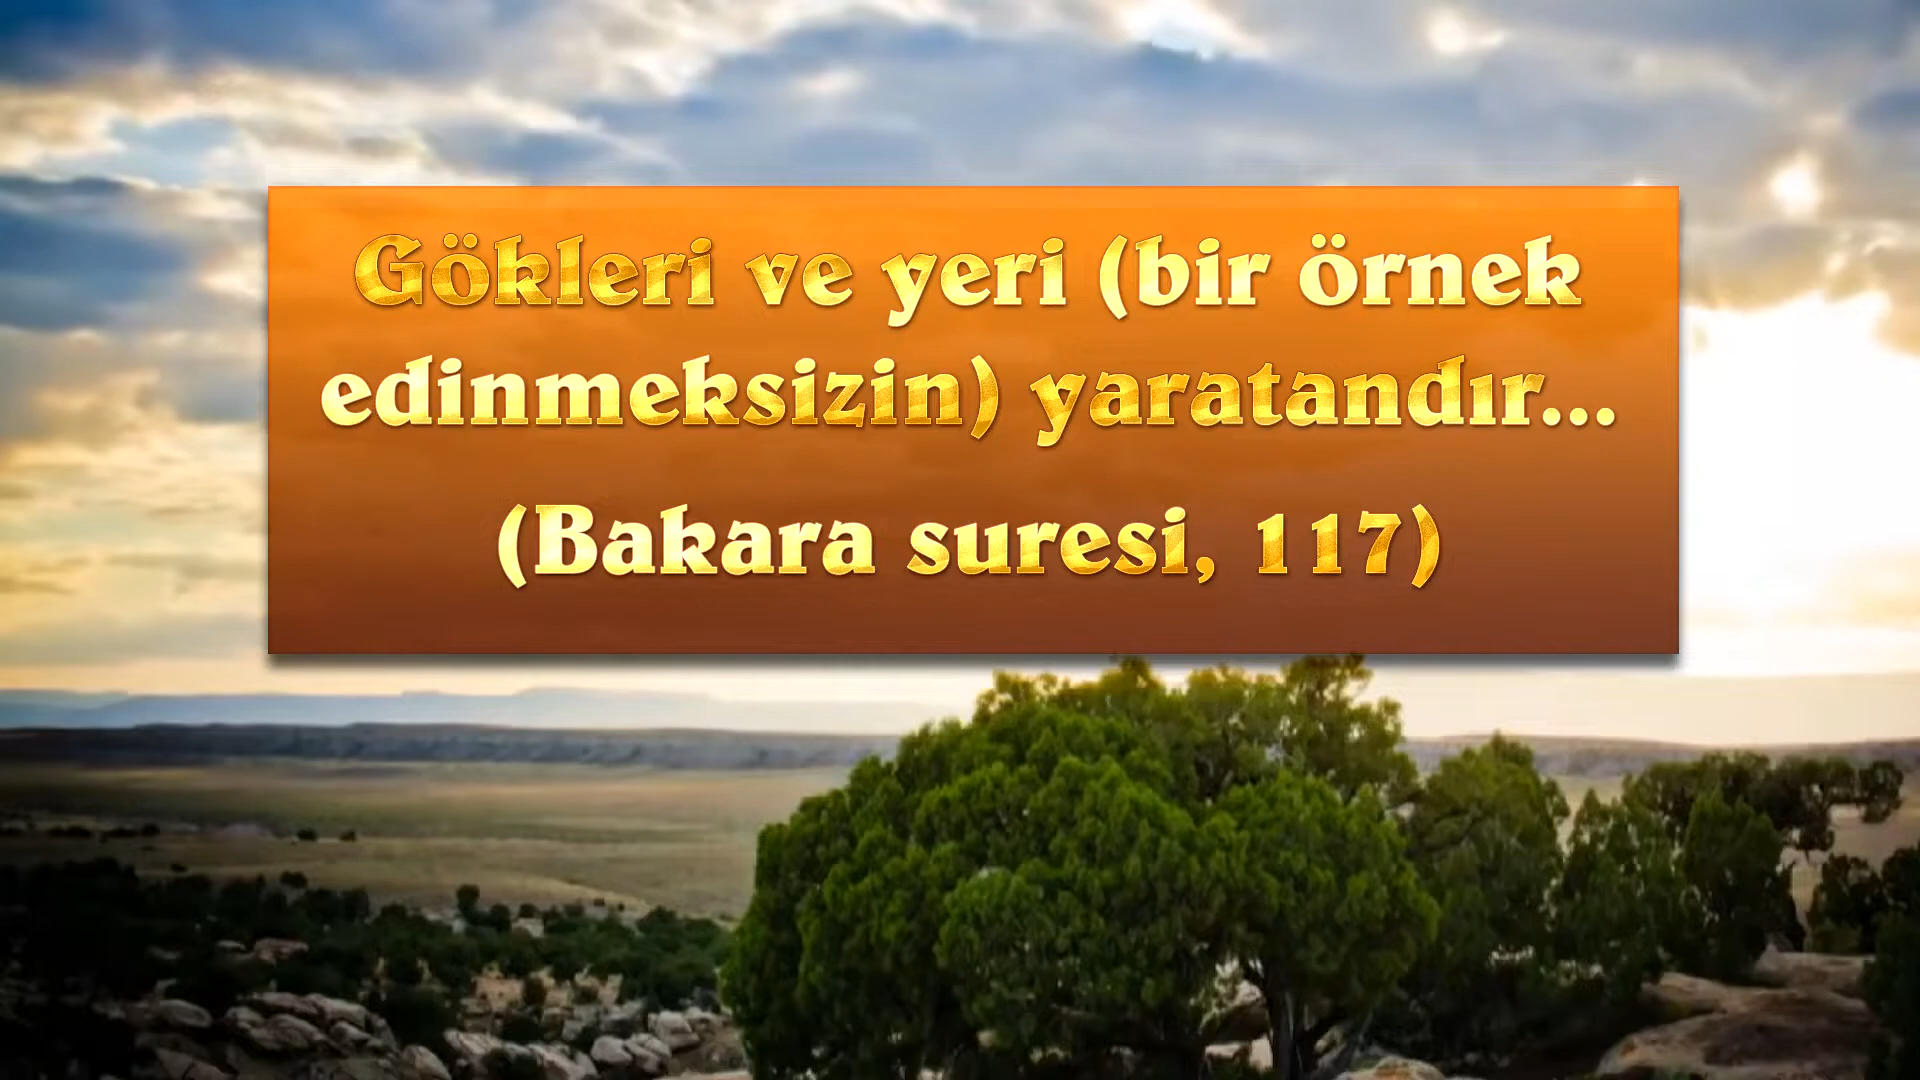 Gökleri ve yeri (bir örnek
edinmeksizin) yaratandır...
(Bakara suresi, 117)